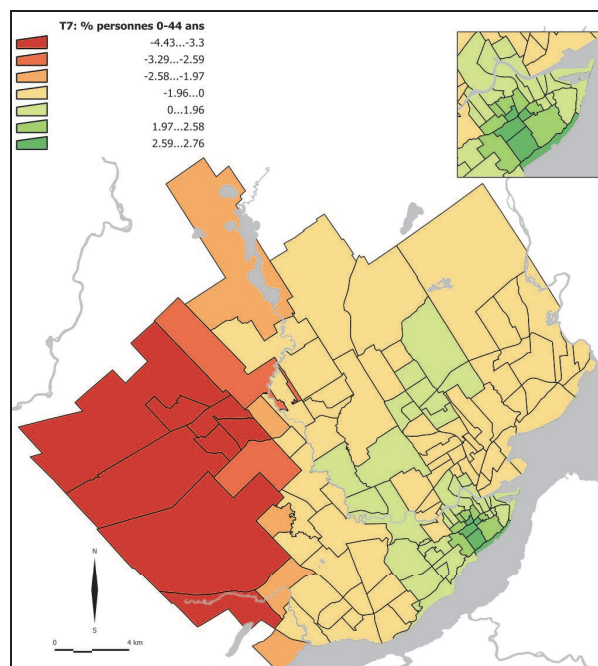 T7: % personnes 0-44 ans
-4.43...-3.3
-3.29...-2.59
-2.58...-1.97
-1.96...0
0...1.96
1.97...2.58
2.59...2.76
N
S
0 4 km